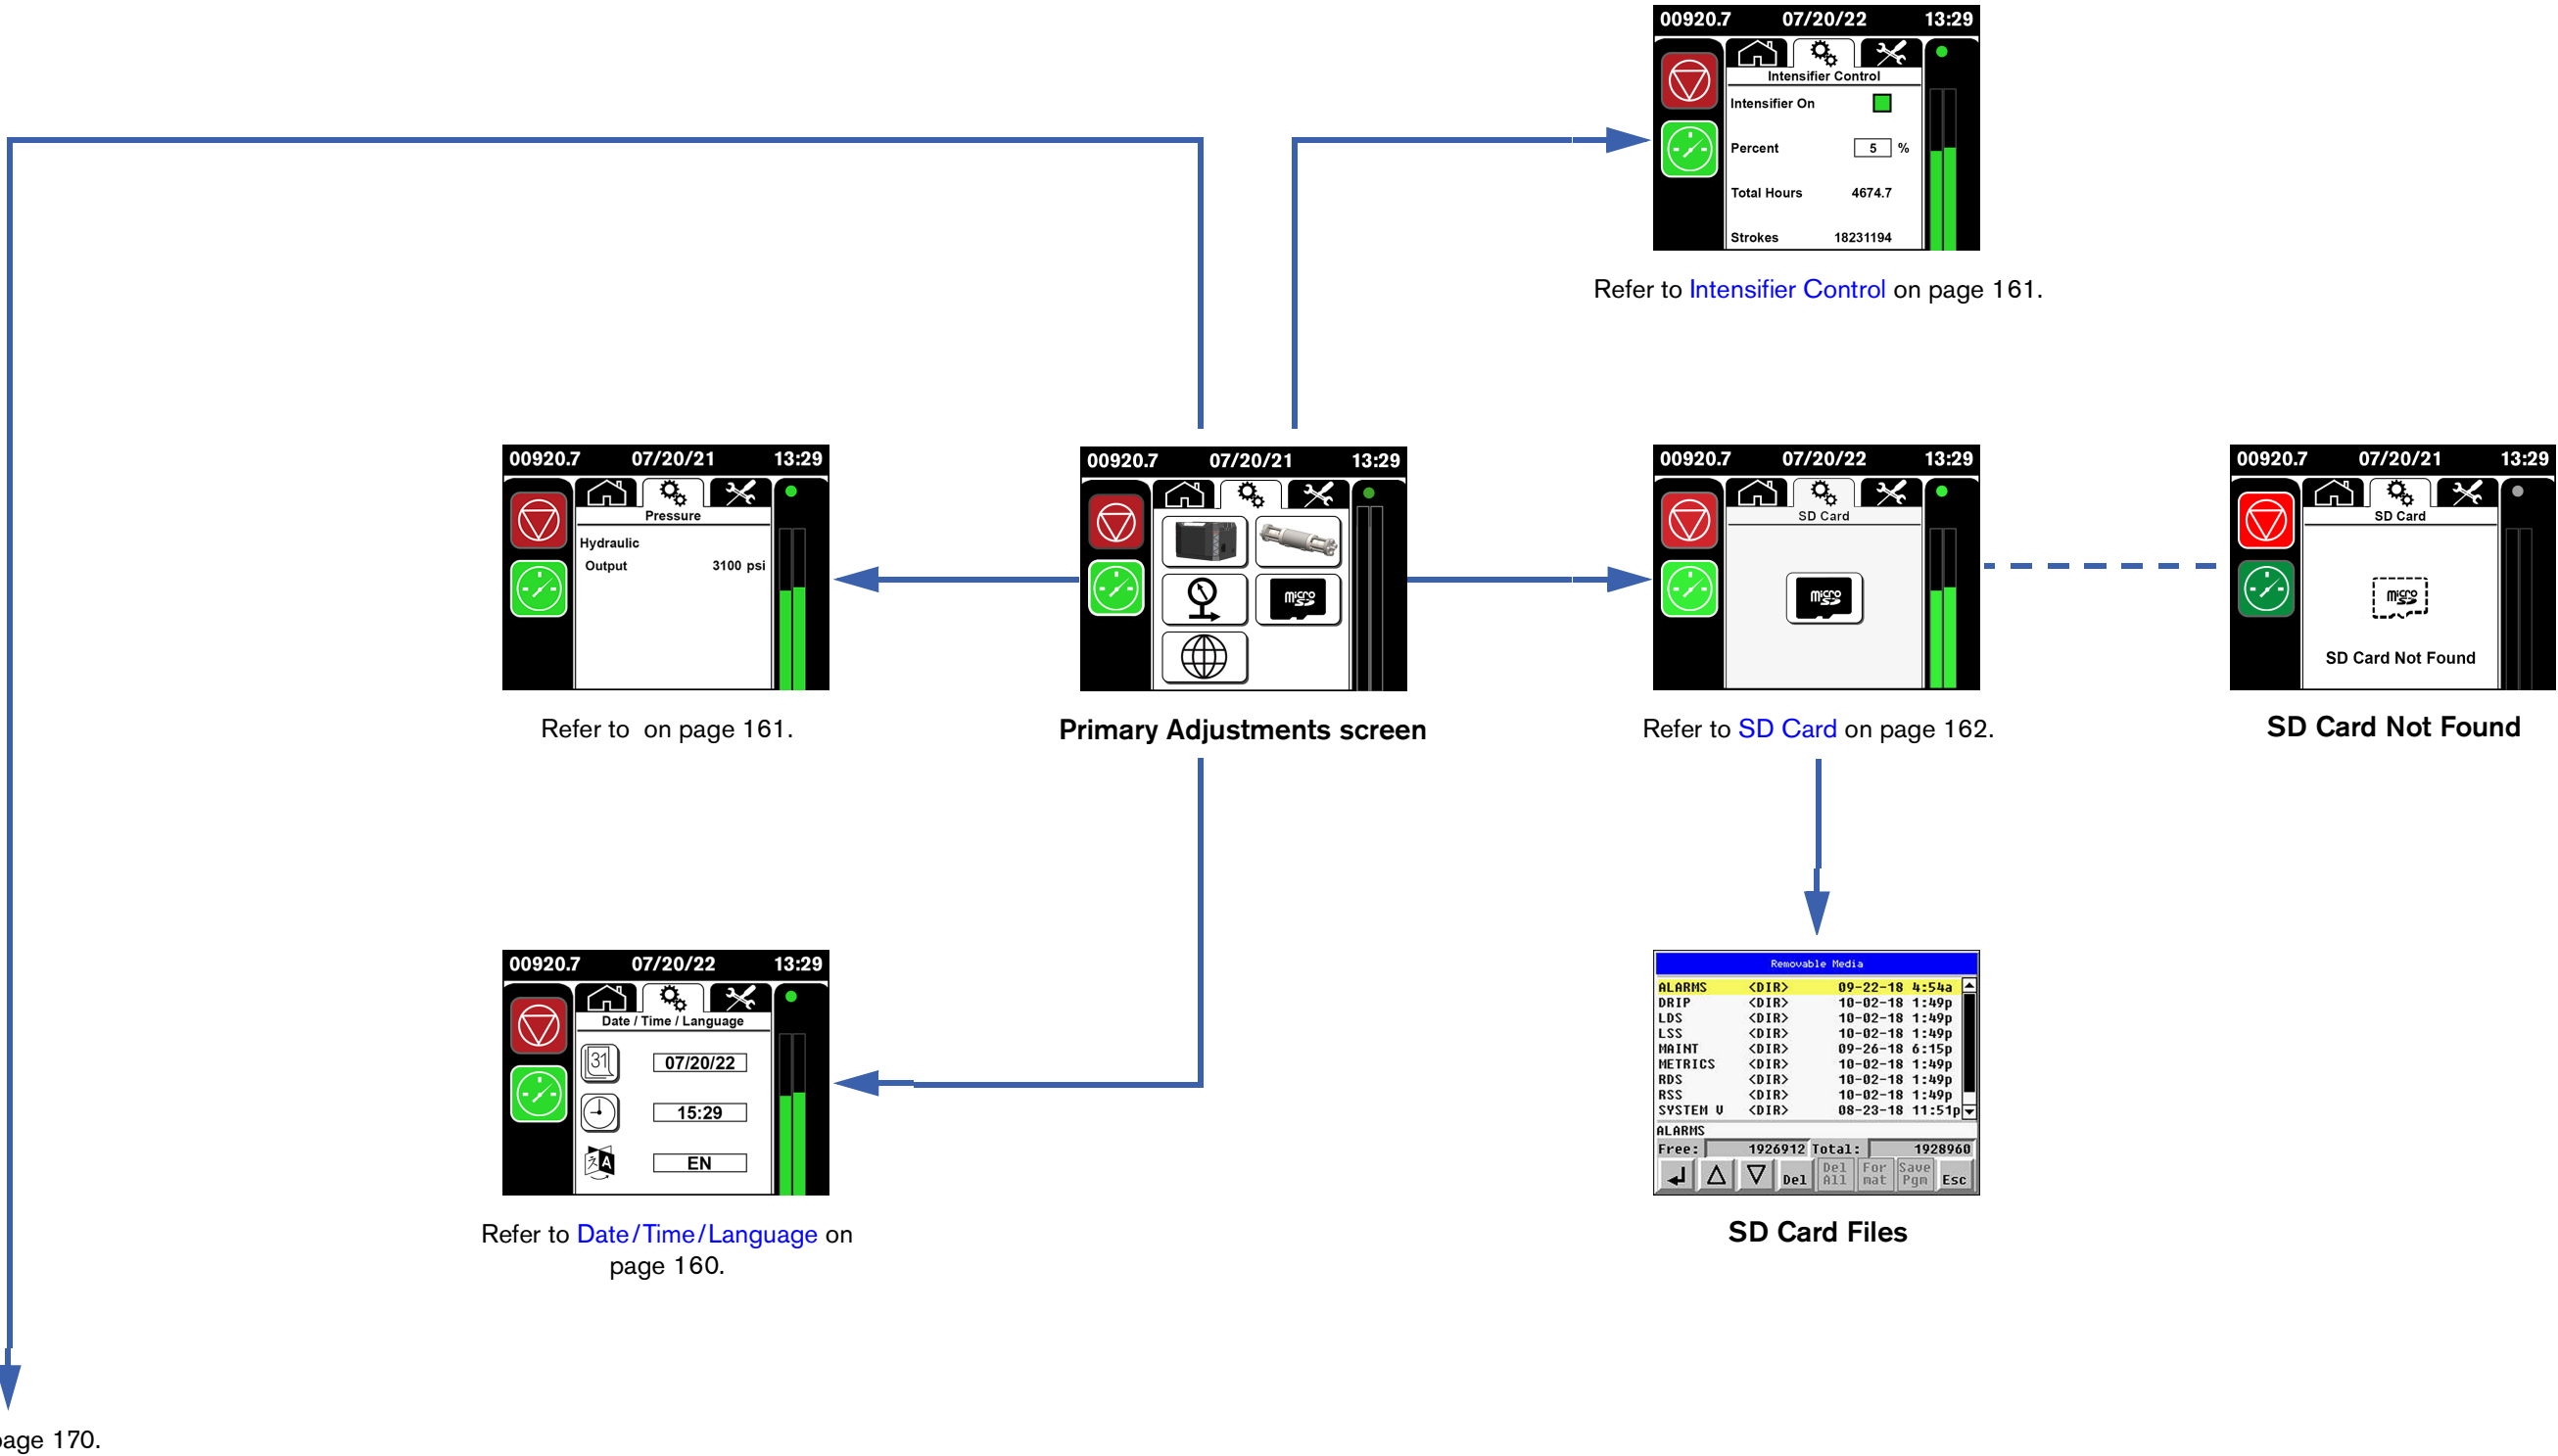 00920.7 07/20/22 13:29
Intensifier Control
Intensifier On
Percent 5 %
Total Hours 4674.7
Strokes 18231194
Refer to Intensifier Control on page 161.
00920.7 07/20/21 13:29
Pressure
Hydraulic
Output 3100 psi
Refer to on page 161.
00920.7 07/20/21 13:29
micro SD
Primary Adjustments screen
00920.7 07/20/22 13:29
SD Card
micro SD
Refer to SD Card on page 162.
00920.7 07/20/21 13:29
SD Card
micro SD
SD Card Not Found
SD Card Not Found
00920.7 07/20/22 13:29
Date / Time / Language
31 07/20/22
15:29
A EN
Refer to Date/Time/Language on
page 160.
Removable Media
ALARMS <DIR> 09-22-18 4:54a
DRIP <DIR> 10-02-18 1:49p
LDS <DIR> 10-02-18 1:49p
LSS <DIR> 10-02-18 1:49p
MAINT <DIR> 09-26-18 6:15p
METRICS <DIR> 10-02-18 1:49p
RDS <DIR> 10-02-18 1:49p
RSS <DIR> 10-02-18 1:49p
SYSTEM V <DIR> 08-23-18 11:51p
ALARMS
Free: 1926912 Total: 1928960
Del Del All For mat Save Pgm Esc
SD Card Files
page 170.